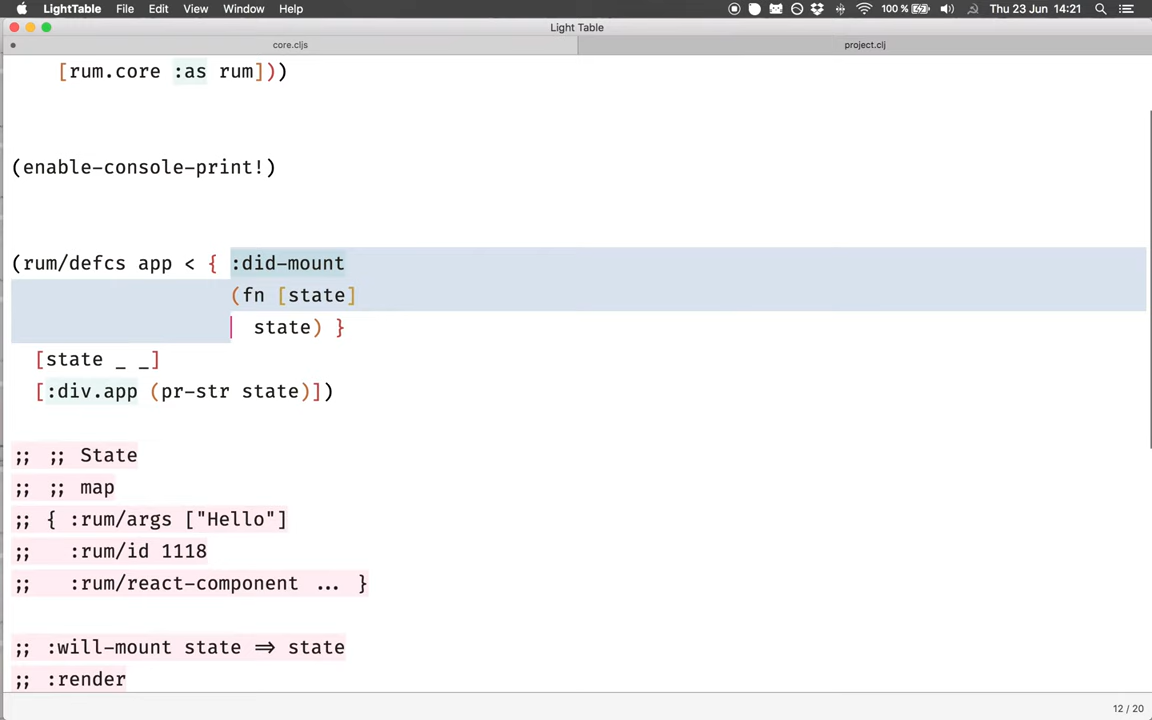 LightTable File Edit View Window Help 100 % Thu 23 Jun 14:21
Light Table
core.cljs project.clj
[rum.core :as rum]))
(enable-console-print!)
(rum/defcs app < { :did-mount
(fn [state]
state) }
[state _ _]
[:div.app (pr-str state)])
;; ;; State
;; ;; map
;; { :rum/args ["Hello"]
;; :rum/id 1118
;; :rum/react-component ... }
;; :will-mount state ⇒ state
;; :render
12 / 20